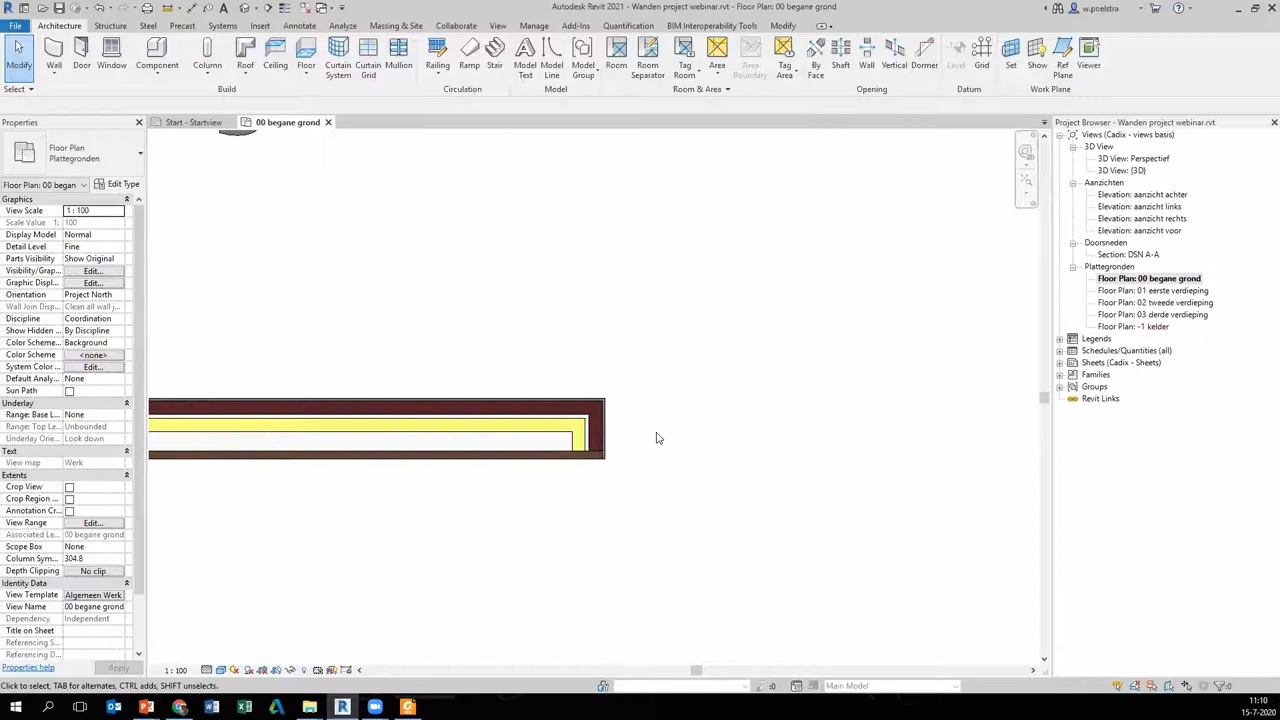 Autodesk Revit 2021 - Wanden project webinar.rvt - Floor Plan: 00 begane grond
w.poelstra
File Architecture Structure Steel Precast Systems Insert Annotate Analyze Massing & Site Collaborate View Manage Add-Ins Quantification BIM Interoperability Tools Modify
Modify Wall Door Window Component Column Roof Ceiling Floor Curtain System Curtain Grid Mullion Railing Ramp Stair Model Text Model Line Model Group Room Room Separator Tag Room Area Area Boundary Tag Area By Face Shaft Wall Vertical Dormer Level Grid Set Show Ref Plane Viewer
Select Build Circulation Model Room & Area Opening Datum Work Plane
Properties
Start - Startview
00 begane grond
Project Browser - Wanden project webinar.rvt
Floor Plan
Plattegronden
Floor Plan: 00 began
Edit Type
Graphics
View Scale 1 : 100
Scale Value 1: 100
Display Model Normal
Detail Level Fine
Parts Visibility Show Original
Visibility/Grap... Edit...
Graphic Displ... Edit...
Orientation Project North
Wall Join Displ... Clean all wall j...
Discipline Coordination
Show Hidden ... By Discipline
Color Scheme... Background
Color Scheme <none>
System Color ... Edit...
Default Analy... None
Sun Path
Underlay
Range: Base L... None
Range: Top Le... Unbounded
Underlay Orie... Look down
Text
View map Werk
Extents
Crop View
Crop Region ...
Annotation Cr...
View Range Edit...
Associated Le... 00 begane grond
Scope Box None
Column Sym... 304.8
Depth Clipping No clip
Identity Data
View Template Algemeen Werk
View Name 00 begane grond
Dependency Independent
Title on Sheet
Referencing S...
Referencing D...
Properties help
Apply
Views (Cadix - views basis)
3D View
3D View: Perspectief
3D View: {3D}
Aanzichten
Elevation: aanzicht achter
Elevation: aanzicht links
Elevation: aanzicht rechts
Elevation: aanzicht voor
Doorsneden
Section: DSN A-A
Plattegronden
Floor Plan: 00 begane grond
Floor Plan: 01 eerste verdieping
Floor Plan: 02 tweede verdieping
Floor Plan: 03 derde verdieping
Floor Plan: -1 kelder
Legends
Schedules/Quantities (all)
Sheets (Cadix - Sheets)
Families
Groups
Revit Links
1 : 100
Click to select, TAB for alternates, CTRL adds, SHIFT unselects.
:0
Main Model
:0
11:10
15-7-2020